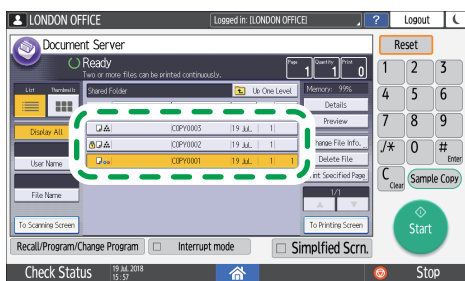 LONDON OFFICE
Logged in: [LONDON OFFICE]
?
Logout
Document Server
Reset
Ready
Two or more files can be printed continuously.
Page 1
Quantity 1
Print 0
List
Thumbnails
Shared Folder
Up One Level
Memory: 99%
Details
Preview
Display All
COPY0003 19 JUL. 1
COPY0002 19 JUL. 1
COPY0001 19 JUL. 1 1
Change File Info.
Delete File
Print Specified Page
User Name
File Name
1/1
To Scanning Screen
To Printing Screen
1 2 3
4 5 6
7 8 9
./* 0 # Enter
C Clear
Sample Copy
Start
Recall/Program/Change Program
Interrupt mode
Simplfied Scrn.
Check Status
19 JUL 2018
15:57
Stop